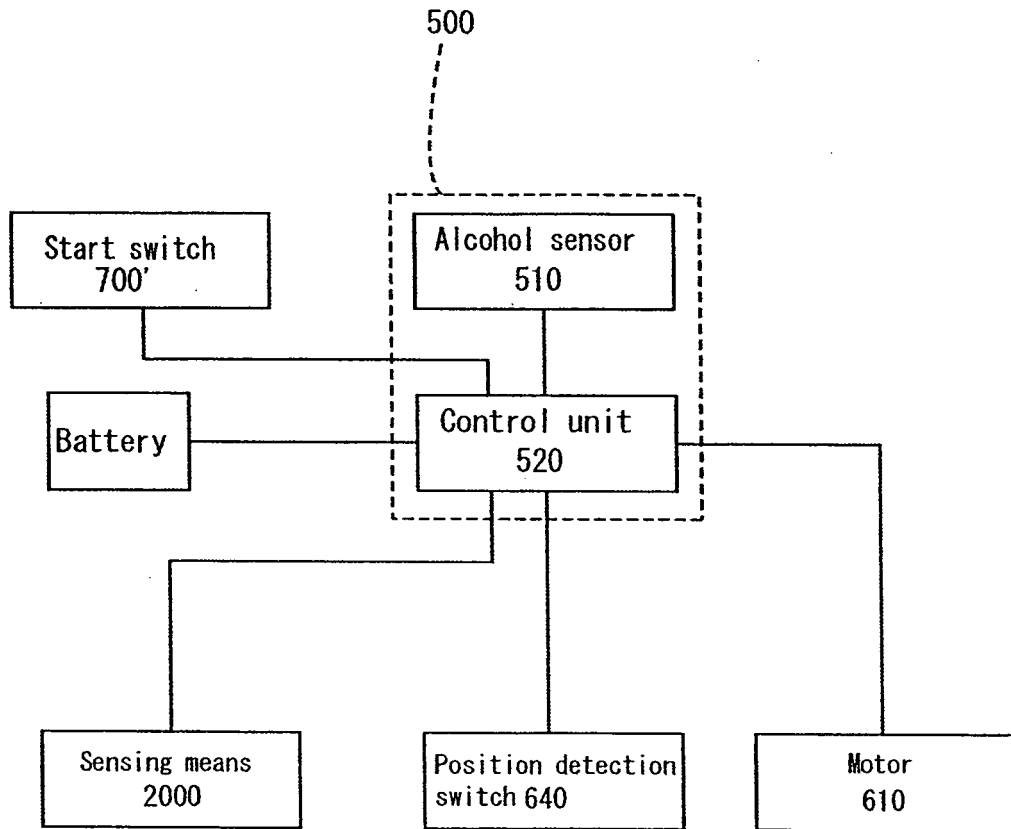 500
Start switch
700'
Alcohol sensor
510
Battery
Control unit
520
Sensing means
2000
Position detection
switch 640
Motor
610